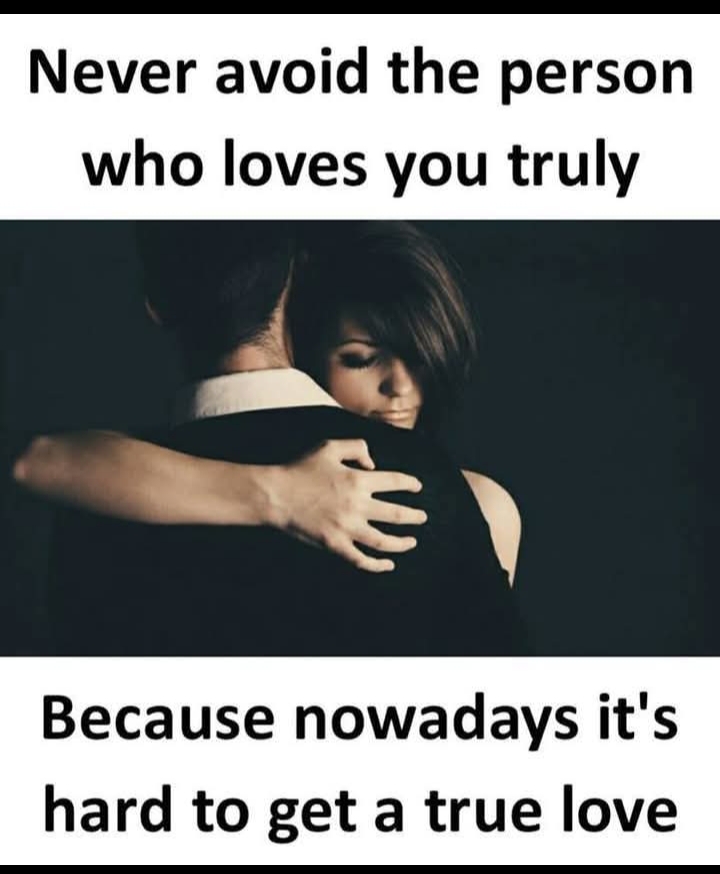 Never avoid the person
who loves you truly
Because nowadays it's
hard to get a true love